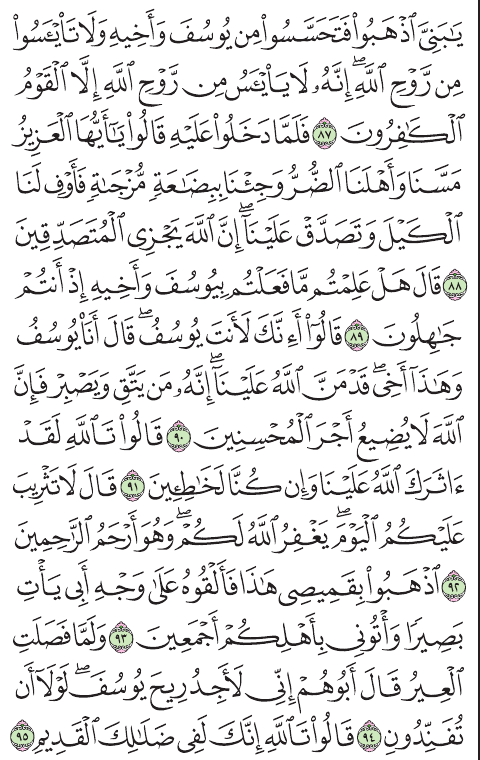 يَـٰبَنِىَّ ٱذْهَبُوا۟ فَتَحَسَّسُوا۟ مِن يُوسُفَ وَأَخِيهِ وَلَا تَا۟يْـَٔسُوا۟
مِن رَّوْحِ ٱللَّهِ ۖ إِنَّهُۥ لَا يَا۟يْـَٔسُ مِن رَّوْحِ ٱللَّهِ إِلَّا ٱلْقَوْمُ
ٱلْكَـٰفِرُونَ ٨٧ فَلَمَّا دَخَلُوا۟ عَلَيْهِ قَالُوا۟ يَـٰٓأَيُّهَا ٱلْعَزِيزُ
مَسَّنَا وَأَهْلَنَا ٱلضُّرُّ وَجِئْنَا بِبِضَـٰعَةٍ مُّزْجَىٰةٍ فَأَوْفِ لَنَا
ٱلْكَيْلَ وَتَصَدَّقْ عَلَيْنَآ ۖ إِنَّ ٱللَّهَ يَجْزِى ٱلْمُتَصَدِّقِينَ
٨٨ قَالَ هَلْ عَلِمْتُم مَّا فَعَلْتُم بِيُوسُفَ وَأَخِيهِ إِذْ أَنتُمْ
جَـٰهِلُونَ ٨٩ قَالُوٓا۟ أَءِنَّكَ لَأَنتَ يُوسُفُ ۖ قَالَ أَنَا۠ يُوسُفُ
وَهَـٰذَآ أَخِى ۖ قَدْ مَنَّ ٱللَّهُ عَلَيْنَآ ۖ إِنَّهُۥ مَن يَتَّقِ وَيَصْبِرْ فَإِنَّ
ٱللَّهَ لَا يُضِيعُ أَجْرَ ٱلْمُحْسِنِينَ ٩٠ قَالُوا۟ تَٱللَّهِ لَقَدْ
ءَاثَرَكَ ٱللَّهُ عَلَيْنَا وَإِن كُنَّا لَخَـٰطِـِٔينَ ٩١ قَالَ لَا تَثْرِيبَ
عَلَيْكُمُ ٱلْيَوْمَ ۖ يَغْفِرُ ٱللَّهُ لَكُمْ ۖ وَهُوَ أَرْحَمُ ٱلرَّٰحِمِينَ
٩٢ ٱذْهَبُوا۟ بِقَمِيصِى هَـٰذَا فَأَلْقُوهُ عَلَىٰ وَجْهِ أَبِى يَأْتِ
بَصِيرًا وَأْتُونِى بِأَهْلِكُمْ أَجْمَعِينَ ٩٣ وَلَمَّا فَصَلَتِ
ٱلْعِيرُ قَالَ أَبُوهُمْ إِنِّى لَأَجِدُ رِيحَ يُوسُفَ ۖ لَوْلَآ أَن
تُفَنِّدُونِ ٩٤ قَالُوا۟ تَٱللَّهِ إِنَّكَ لَفِى ضَلَـٰلِكَ ٱلْقَدِيمِ ٩٥